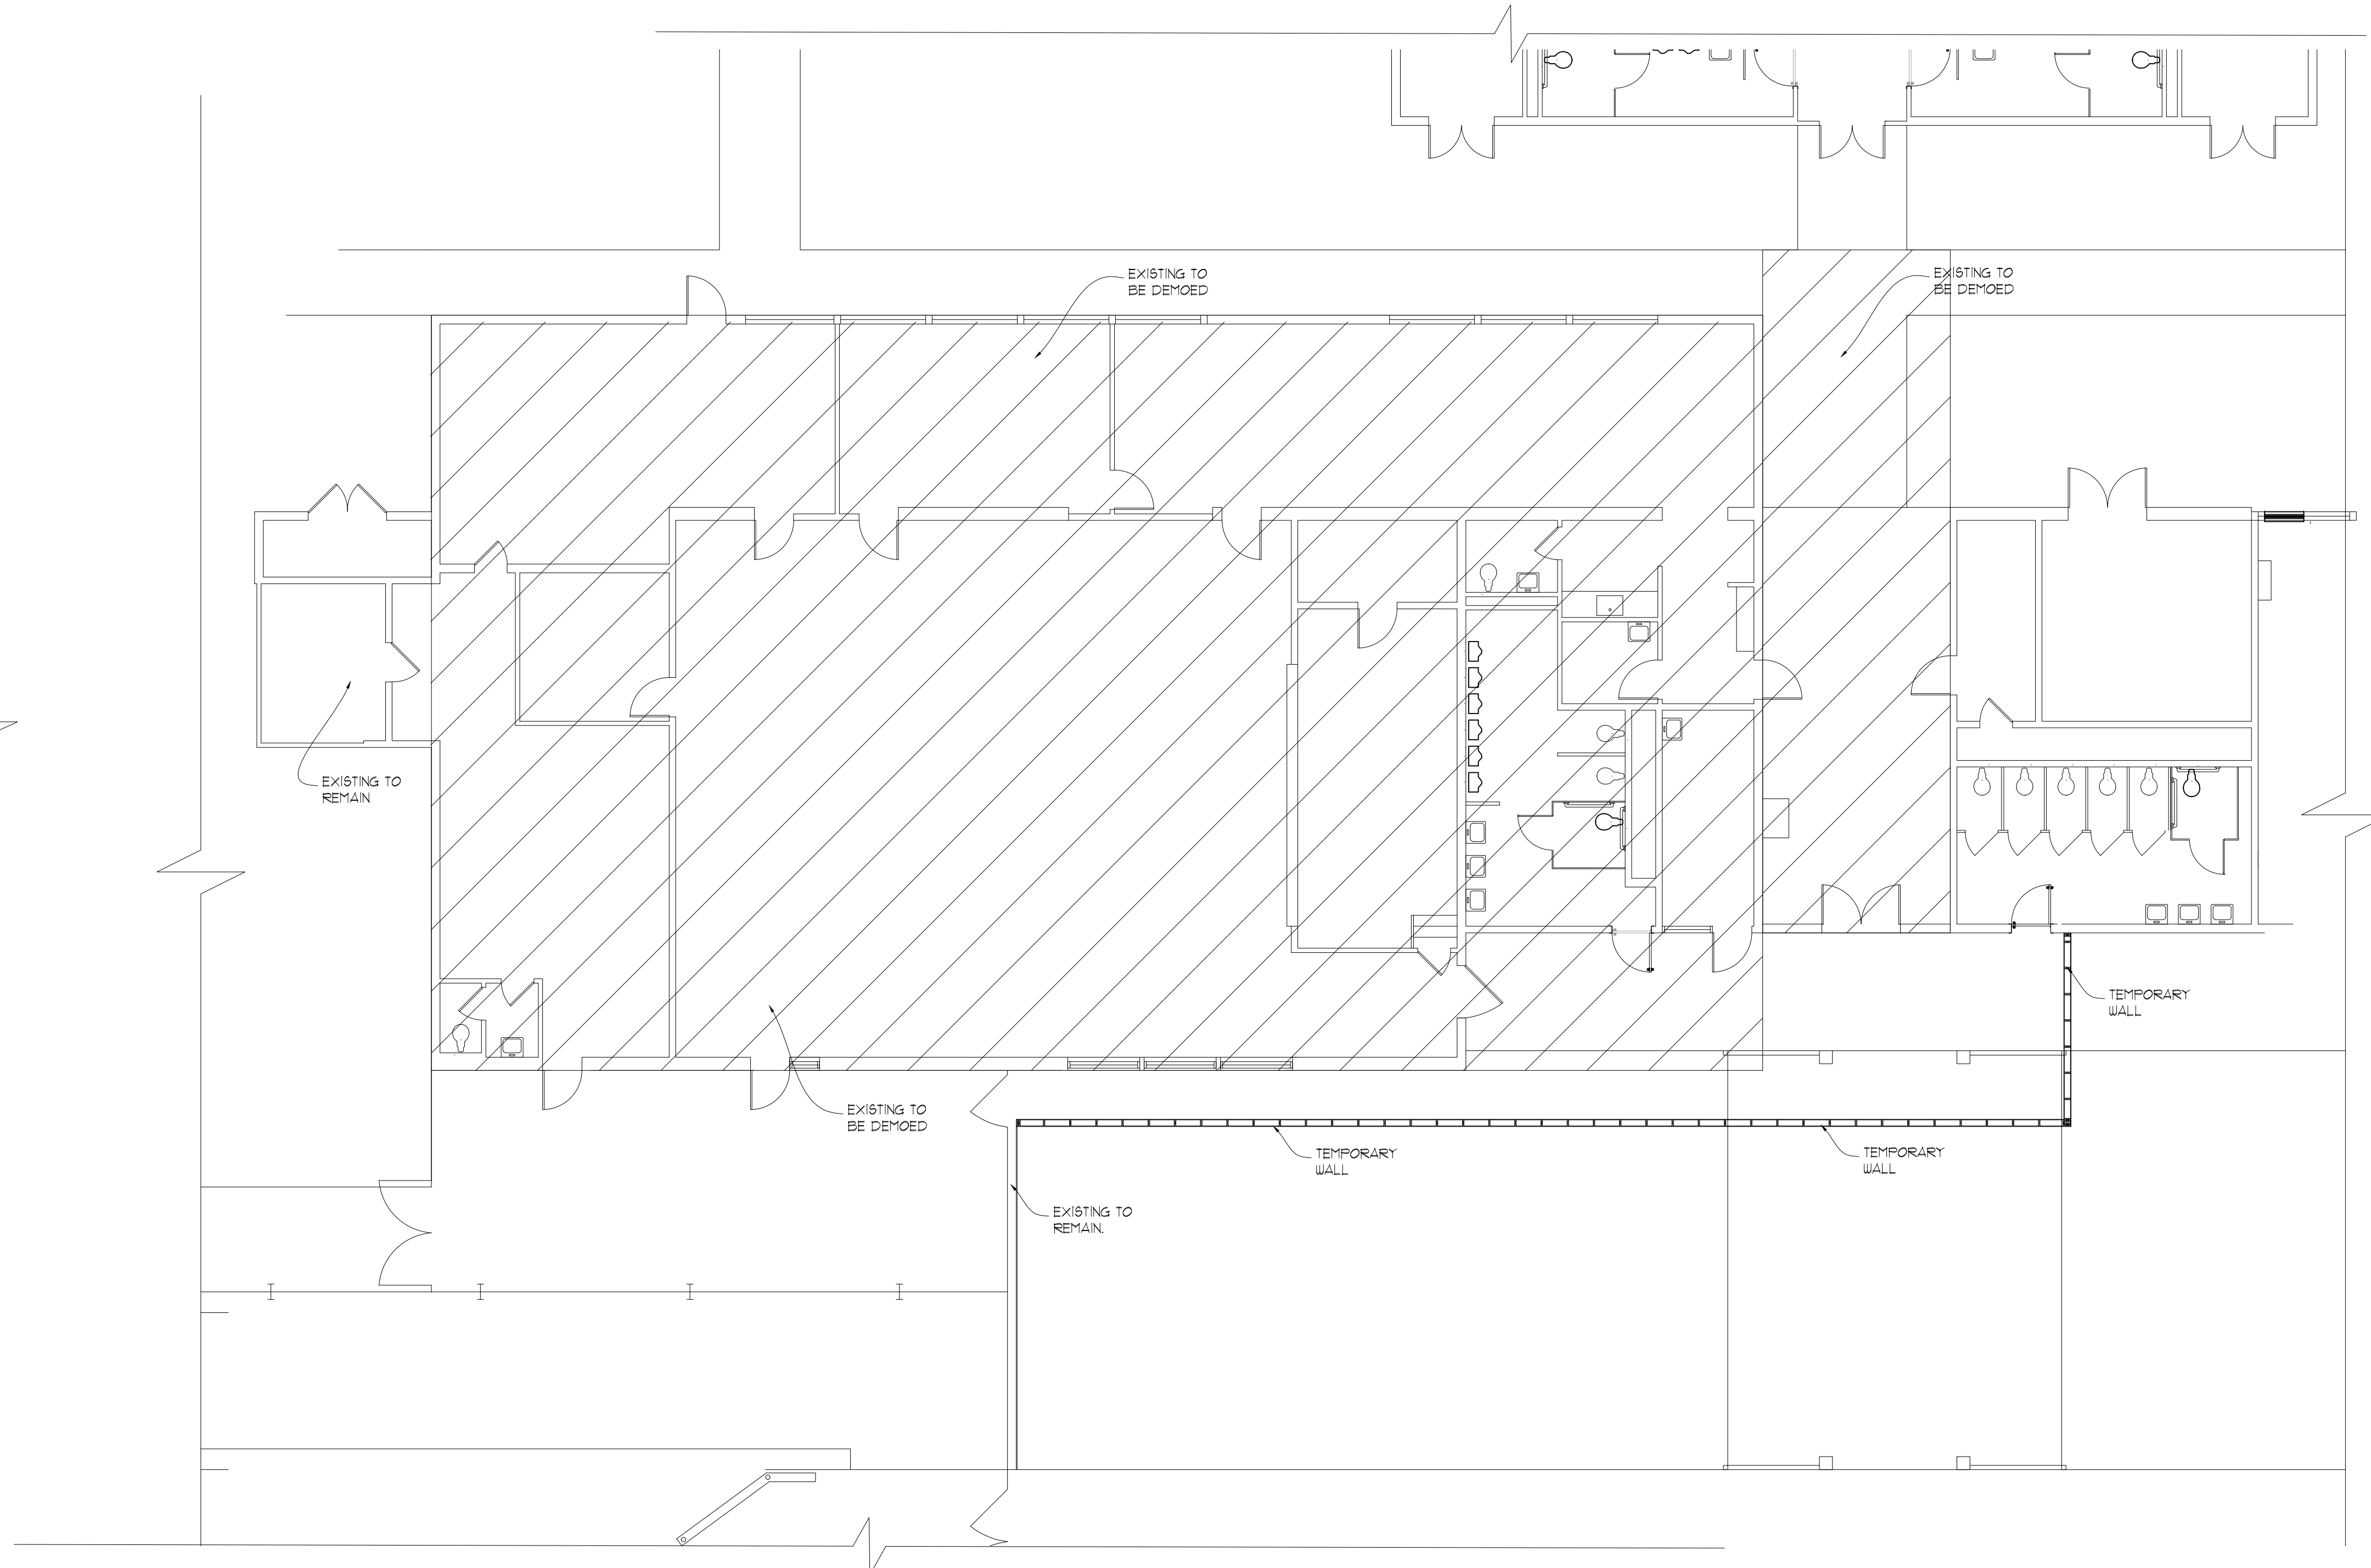 EXISTING TO
BE DEMOED
EXISTING TO
BE DEMOED
EXISTING TO
REMAIN
TEMPORARY
WALL
EXISTING TO
BE DEMOED
TEMPORARY
WALL
TEMPORARY
WALL
EXISTING TO
REMAIN.